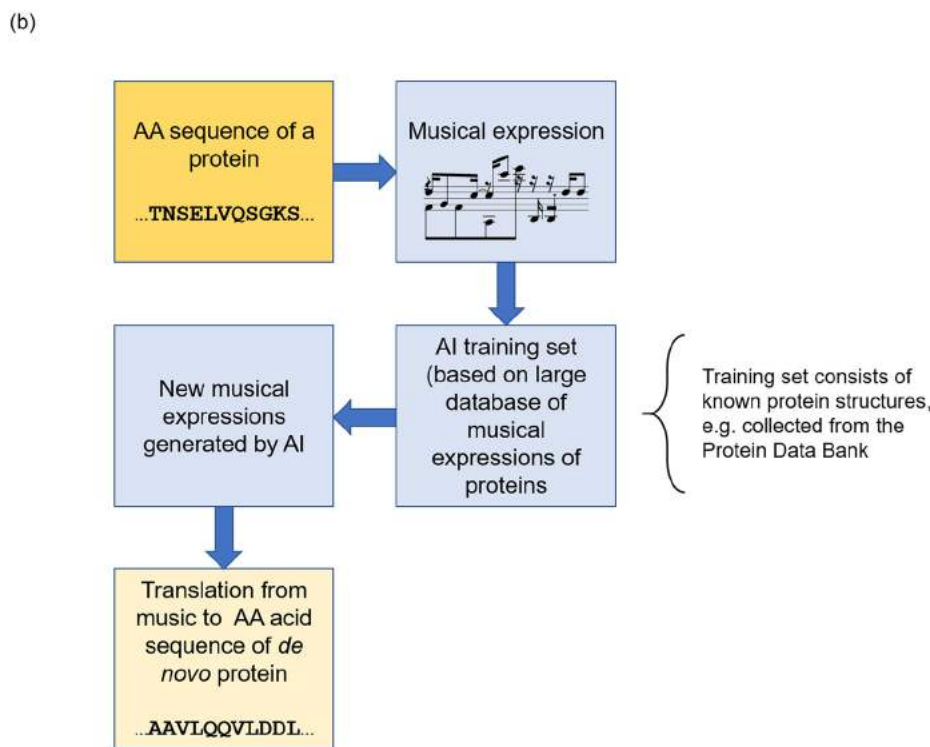 (b)
AA sequence of a
protein
...TNSELVQSGKS...
Musical expression
AI training set
(based on large
database of
musical
expressions of
proteins
Training set consists of
known protein structures,
e.g. collected from the
Protein Data Bank
New musical
expressions
generated by AI
Translation from
music to AA acid
sequence of de
novo protein
...AAVLQQVLDDL...